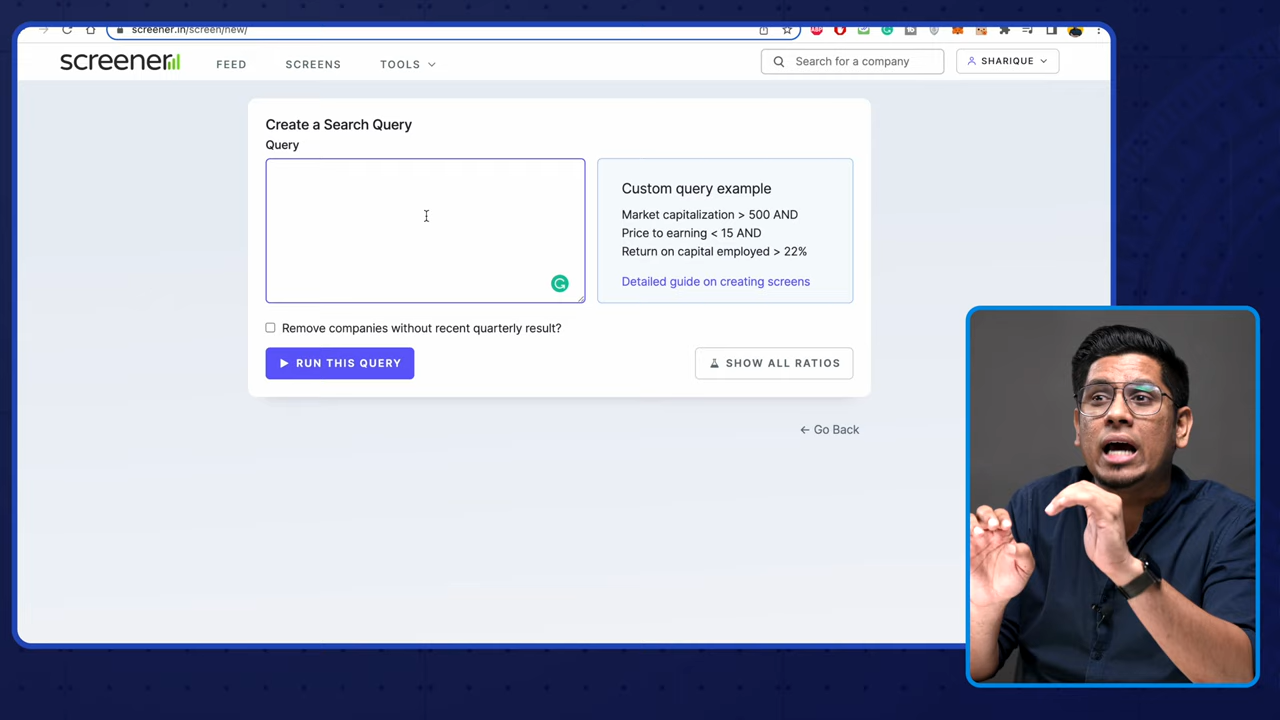 screener.in/screen/new/
screener
FEED
SCREENS
TOOLS
Search for a company
SHARIQUE
Create a Search Query
Query
Custom query example
Market capitalization > 500 AND
Price to earning < 15 AND
Return on capital employed > 22%
Detailed guide on creating screens
Remove companies without recent quarterly result?
RUN THIS QUERY
SHOW ALL RATIOS
← Go Back